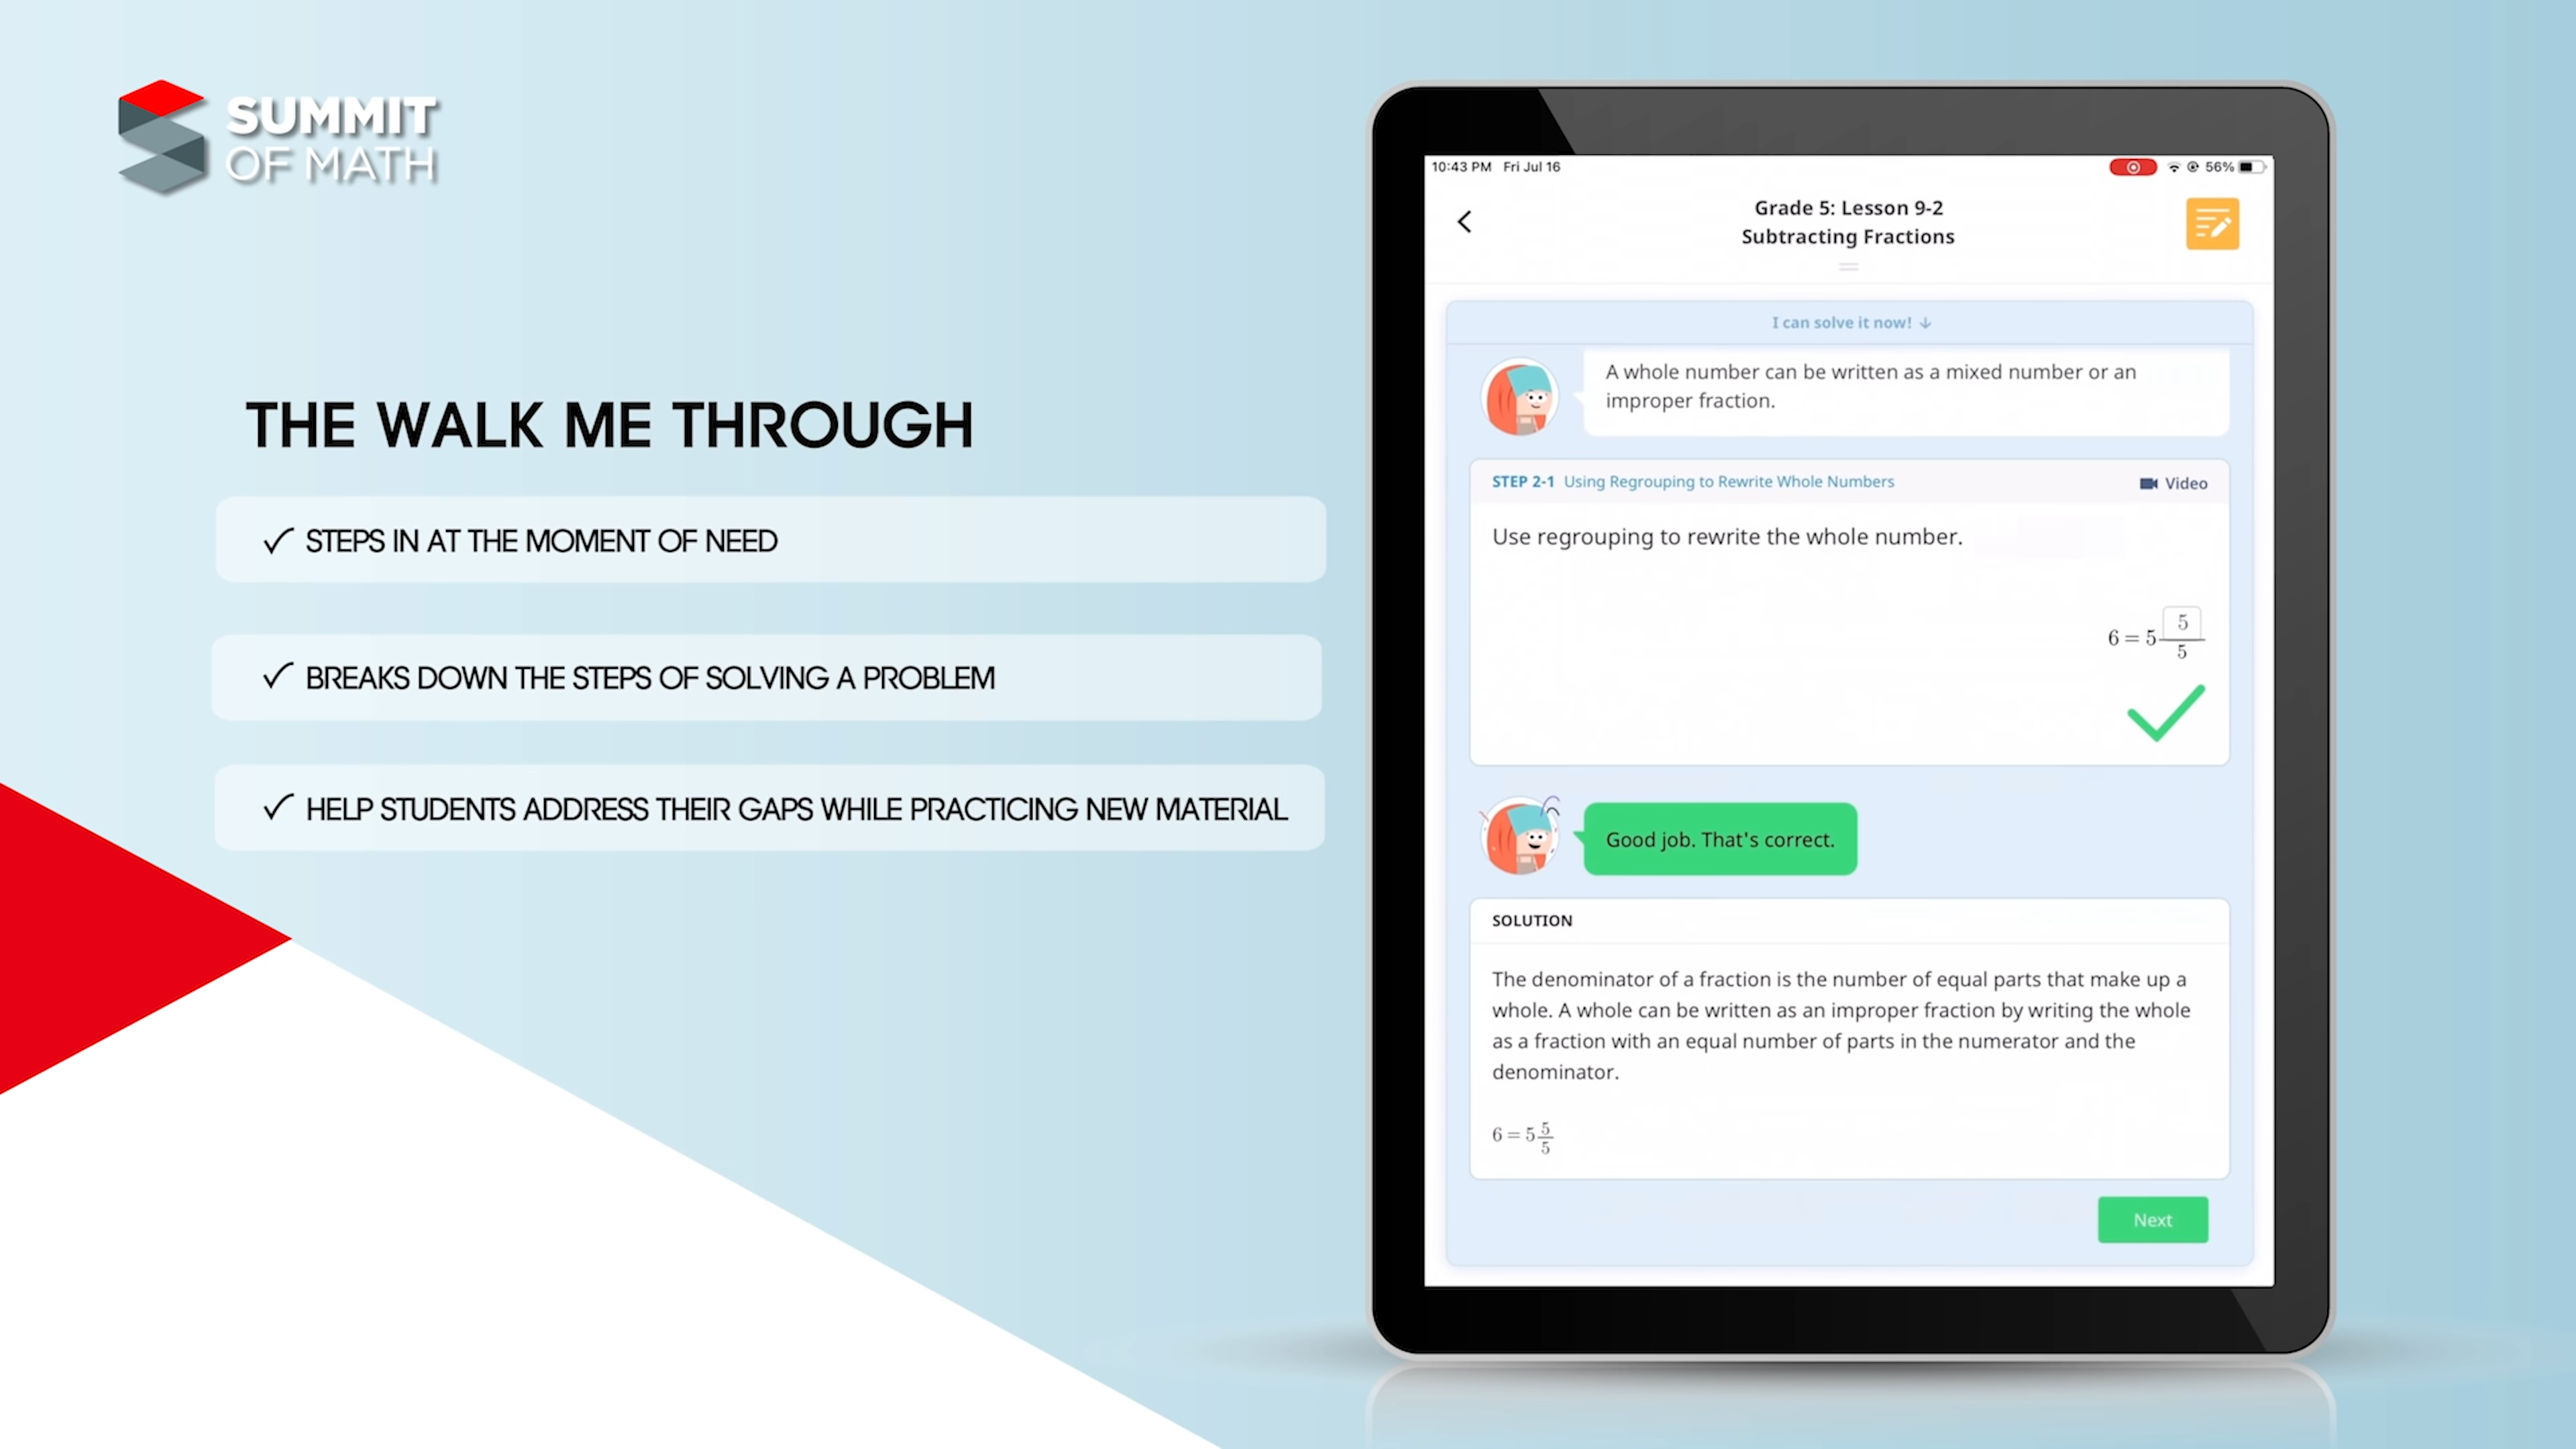 SUMMIT
OF MATH
THE WALK ME THROUGH
✓ STEPS IN AT THE MOMENT OF NEED
✓ BREAKS DOWN THE STEPS OF SOLVING A PROBLEM
✓ HELP STUDENTS ADDRESS THEIR GAPS WHILE PRACTICING NEW MATERIAL
10:43 PM Fri Jul 16
56%
Grade 5: Lesson 9-2
Subtracting Fractions
I can solve it now! ↓
A whole number can be written as a mixed number or an
improper fraction.
STEP 2-1 Using Regrouping to Rewrite Whole Numbers
Video
Use regrouping to rewrite the whole number.
6 = 5 5/5
Good job. That's correct.
SOLUTION
The denominator of a fraction is the number of equal parts that make up a
whole. A whole can be written as an improper fraction by writing the whole
as a fraction with an equal number of parts in the numerator and the
denominator.
6 = 5 5/5
Next